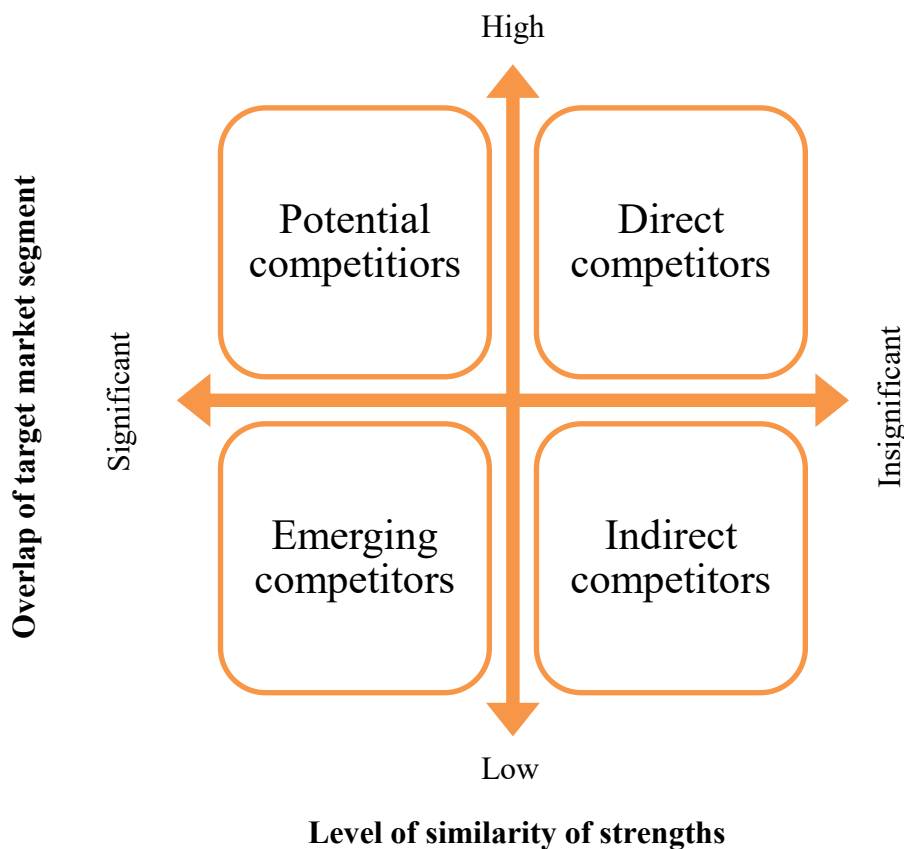 High
Potential
competitiors
Direct
competitors
Overlap of target market segment
Significant
Insignificant
Emerging
competitors
Indirect
competitors
Low
Level of similarity of strengths